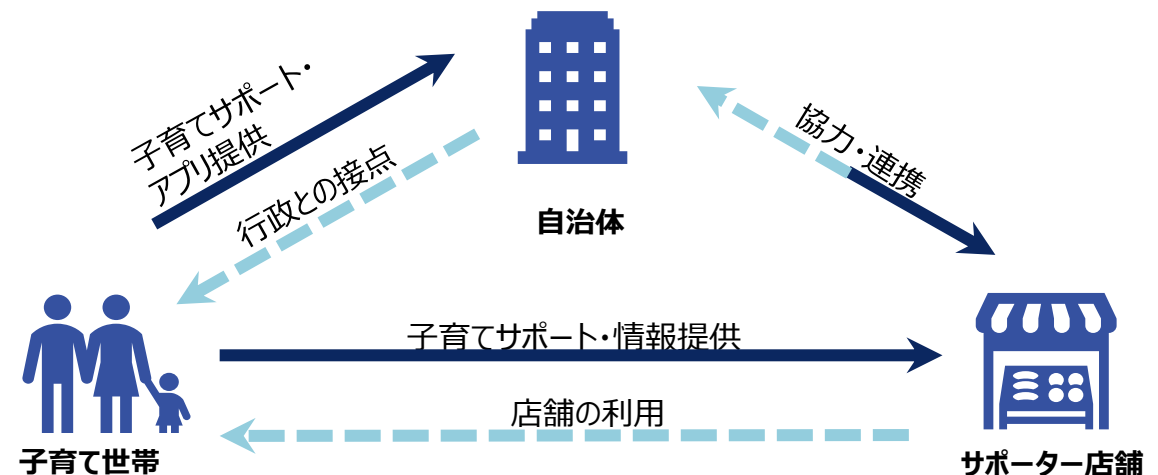 子育てサポート・
アプリ提供
行政との接点
自治体
協力・連携
子育てサポート・情報提供
店舗の利用
子育て世帯
サポーター店舗